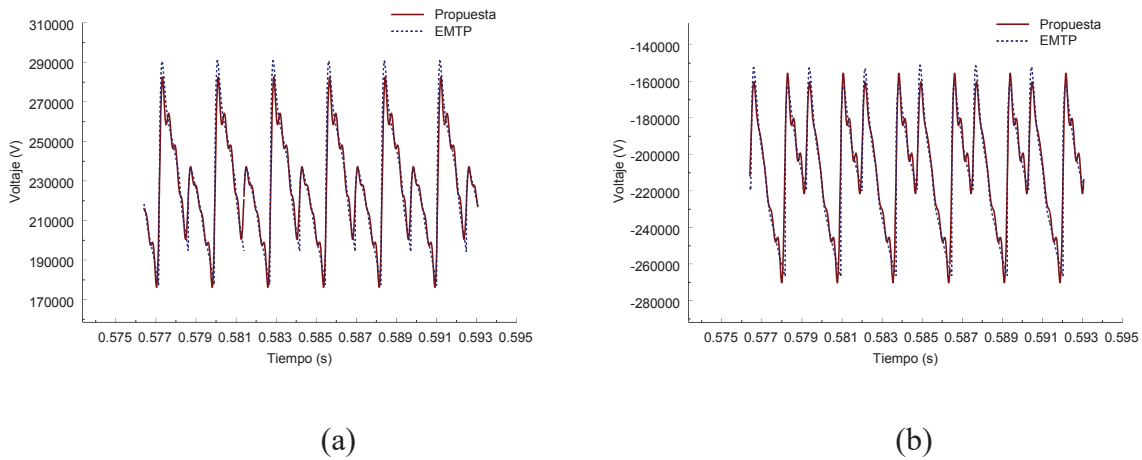 Propuesta
EMTP
310000
290000
270000
250000
230000
210000
190000
170000
Voltaje (V)
0.575 0.577 0.579 0.581 0.583 0.585 0.587 0.589 0.591 0.593 0.595
Tiempo (s)
(a)
Propuesta
EMTP
-140000
-160000
-180000
-200000
-220000
-240000
-260000
-280000
Voltaje (V)
0.575 0.577 0.579 0.581 0.583 0.585 0.587 0.589 0.591 0.593 0.595
Tiempo (s)
(b)